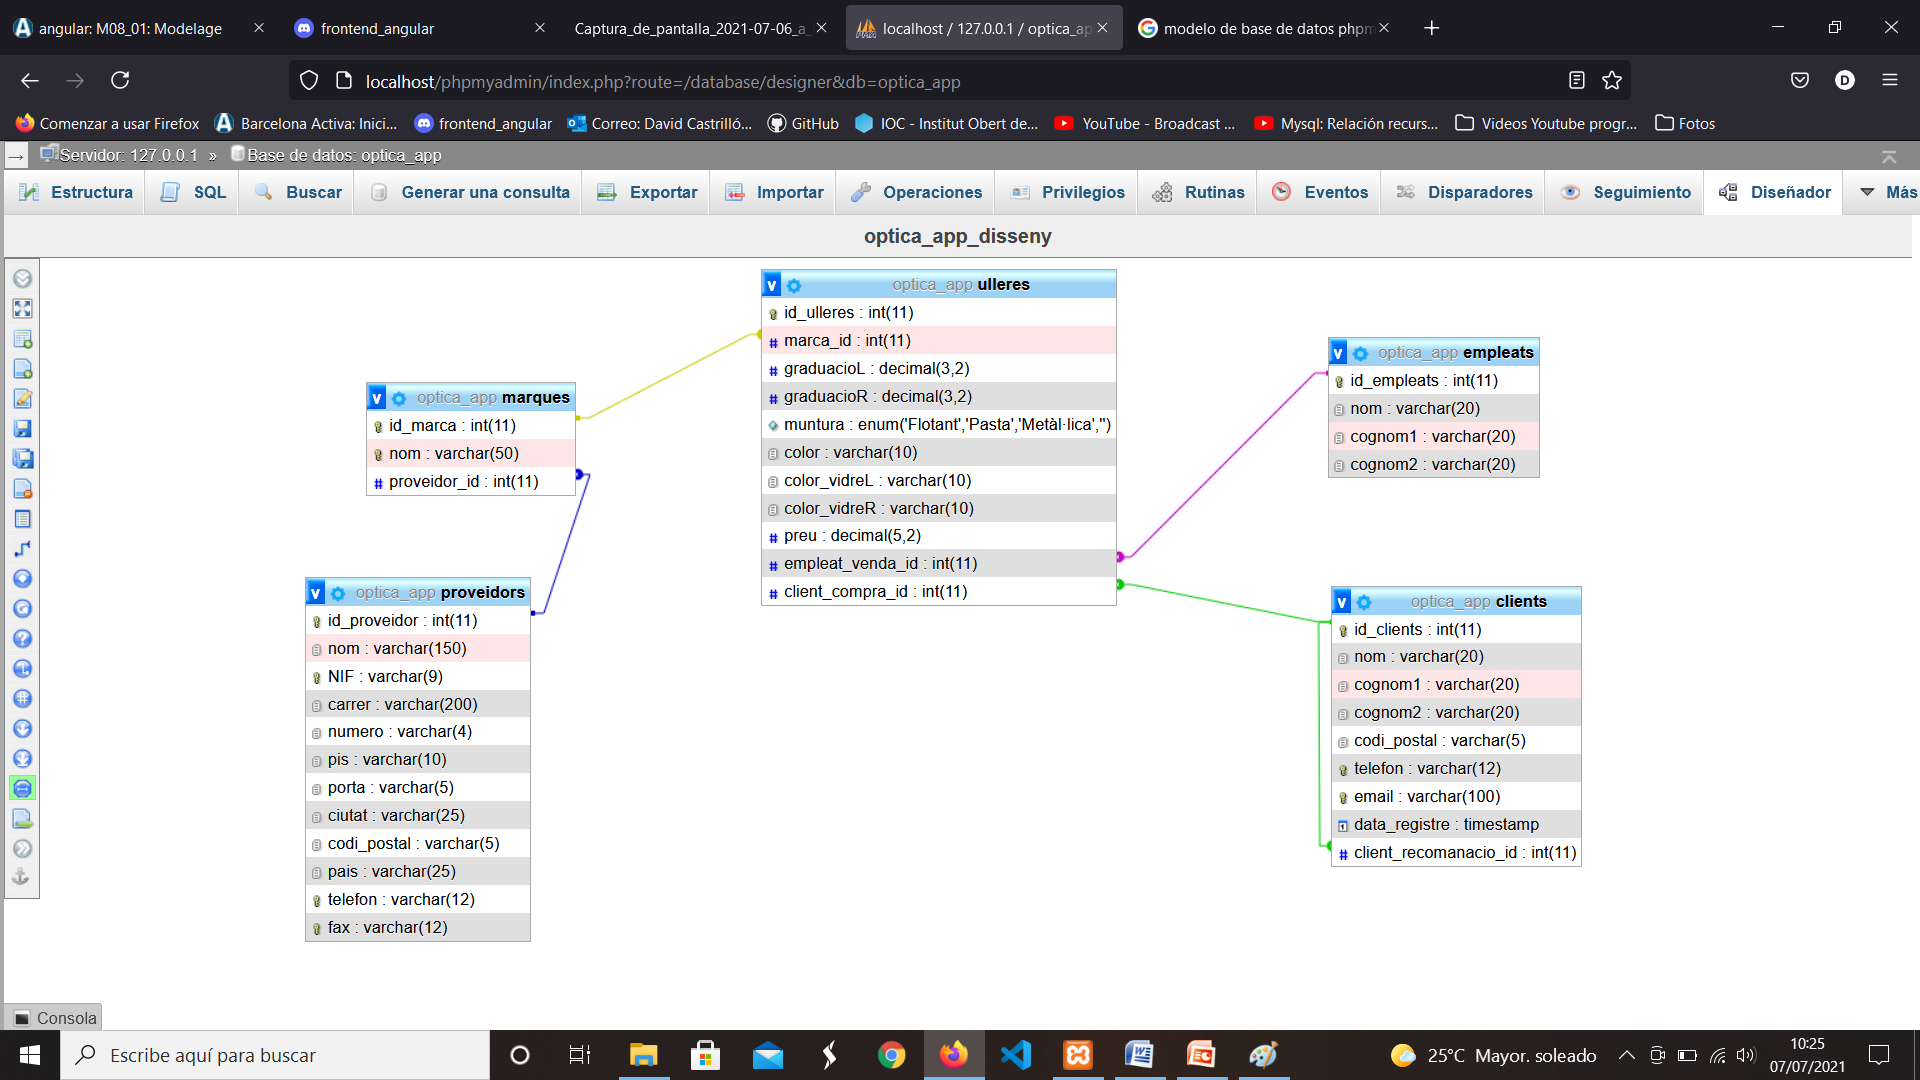 angular: M08_01: Modelage
frontend_angular
Captura_de_pantalla_2021-07-06_a_
localhost / 127.0.0.1 / optica_ap
modelo de base de datos phpm
localhost/phpmyadmin/index.php?route=/database/designer&db=optica_app
D
Comenzar a usar Firefox
Barcelona Activa: Inici...
frontend_angular
Correo: David Castrilló...
GitHub
IOC - Institut Obert de...
YouTube - Broadcast ...
Mysql: Relación recurs...
Videos Youtube progr...
Fotos
Servidor: 127.0.0.1 » Base de datos: optica_app
Estructura
SQL
Buscar
Generar una consulta
Exportar
Importar
Operaciones
Privilegios
Rutinas
Eventos
Disparadores
Seguimiento
Diseñador
Más
optica_app_disseny
v optica_app ulleres
id_ulleres : int(11)
marca_id : int(11)
graduacioL : decimal(3,2)
graduacioR : decimal(3,2)
muntura : enum('Flotant','Pasta','Metàl·lica','')
color : varchar(10)
color_vidreL : varchar(10)
color_vidreR : varchar(10)
preu : decimal(5,2)
empleat_venda_id : int(11)
client_compra_id : int(11)
v optica_app empleats
id_empleats : int(11)
nom : varchar(20)
cognom1 : varchar(20)
cognom2 : varchar(20)
v optica_app marques
id_marca : int(11)
nom : varchar(50)
proveidor_id : int(11)
v optica_app proveidors
id_proveidor : int(11)
nom : varchar(150)
NIF : varchar(9)
carrer : varchar(200)
numero : varchar(4)
pis : varchar(10)
porta : varchar(5)
ciutat : varchar(25)
codi_postal : varchar(5)
pais : varchar(25)
telefon : varchar(12)
fax : varchar(12)
v optica_app clients
id_clients : int(11)
nom : varchar(20)
cognom1 : varchar(20)
cognom2 : varchar(20)
codi_postal : varchar(5)
telefon : varchar(12)
email : varchar(100)
data_registre : timestamp
client_recomanacio_id : int(11)
Consola
Escribe aquí para buscar
25°C Mayor. soleado
10:25
07/07/2021